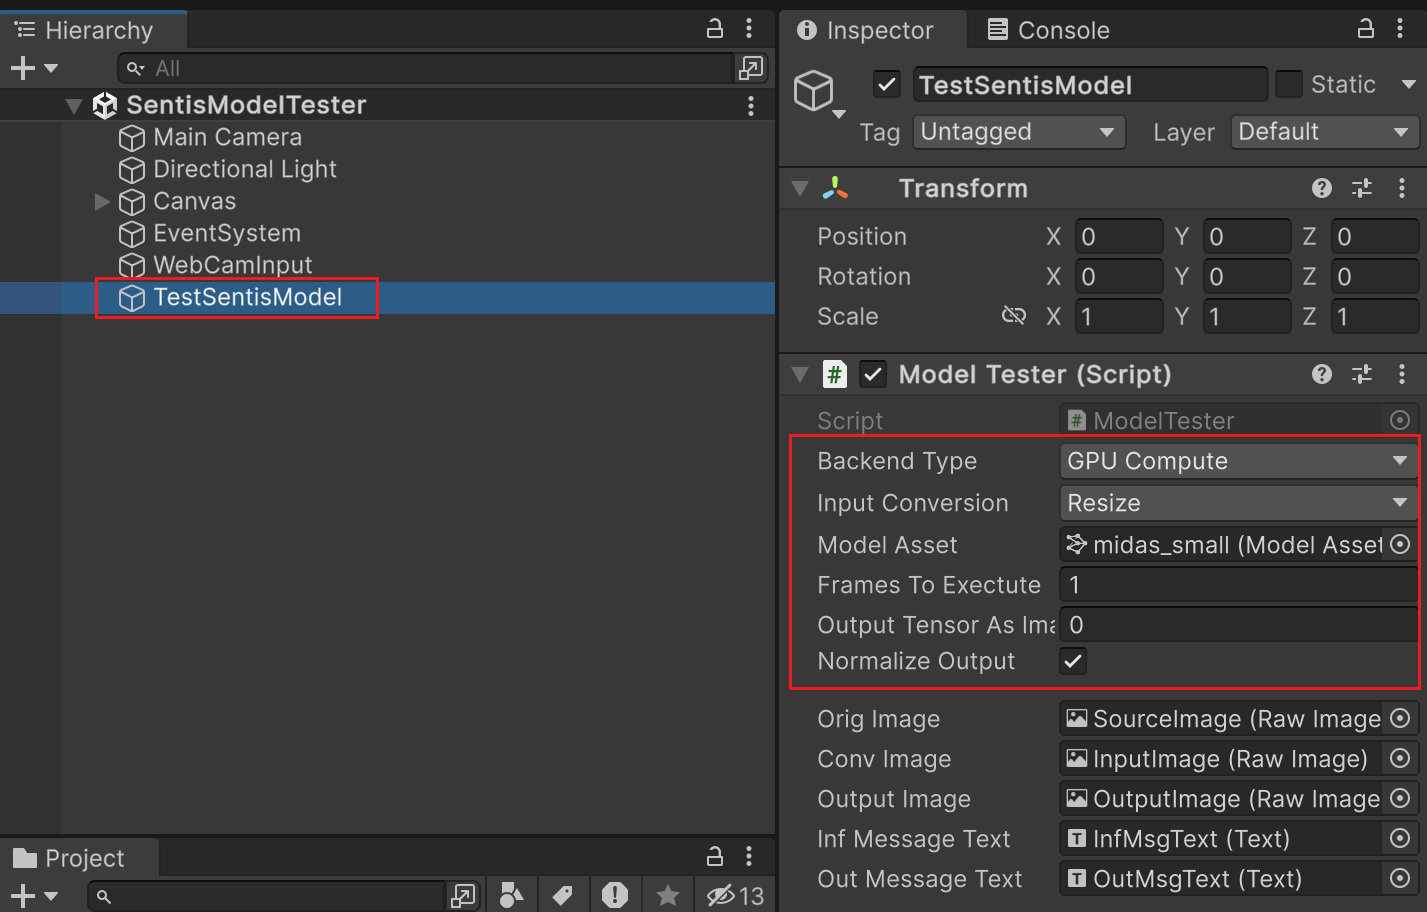 Hierarchy
All
SentisModelTester
Main Camera
Directional Light
Canvas
EventSystem
WebCamInput
TestSentisModel
Project
13
Inspector
Console
TestSentisModel
Static
Tag Untagged Layer Default
Transform
Position X 0 Y 0 Z 0
Rotation X 0 Y 0 Z 0
Scale X 1 Y 1 Z 1
# Model Tester (Script)
Script # ModelTester
Backend Type GPU Compute
Input Conversion Resize
Model Asset midas_small (Model Asset
Frames To Exectute 1
Output Tensor As Ima 0
Normalize Output
Orig Image SourceImage (Raw Image
Conv Image InputImage (Raw Image)
Output Image OutputImage (Raw Image
Inf Message Text T InfMsgText (Text)
Out Message Text T OutMsgText (Text)